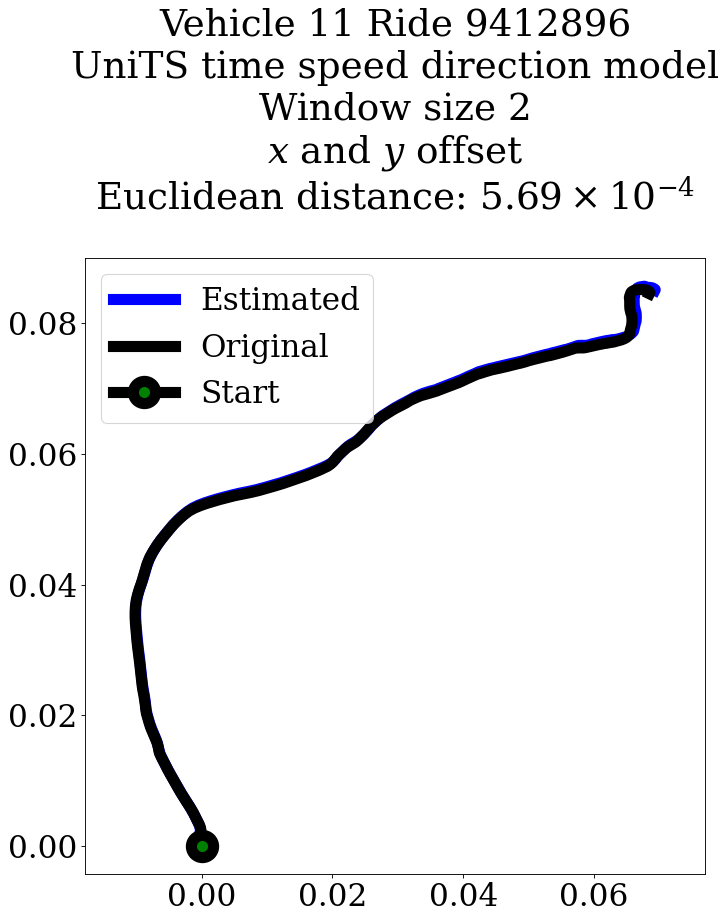 Vehicle 11 Ride 9412896
UniTS time speed direction model
Window size 2
x and y offset
Euclidean distance: 5.69 × 10⁻⁴
Estimated
Original
Start
0.08
0.06
0.04
0.02
0.00
0.00 0.02 0.04 0.06